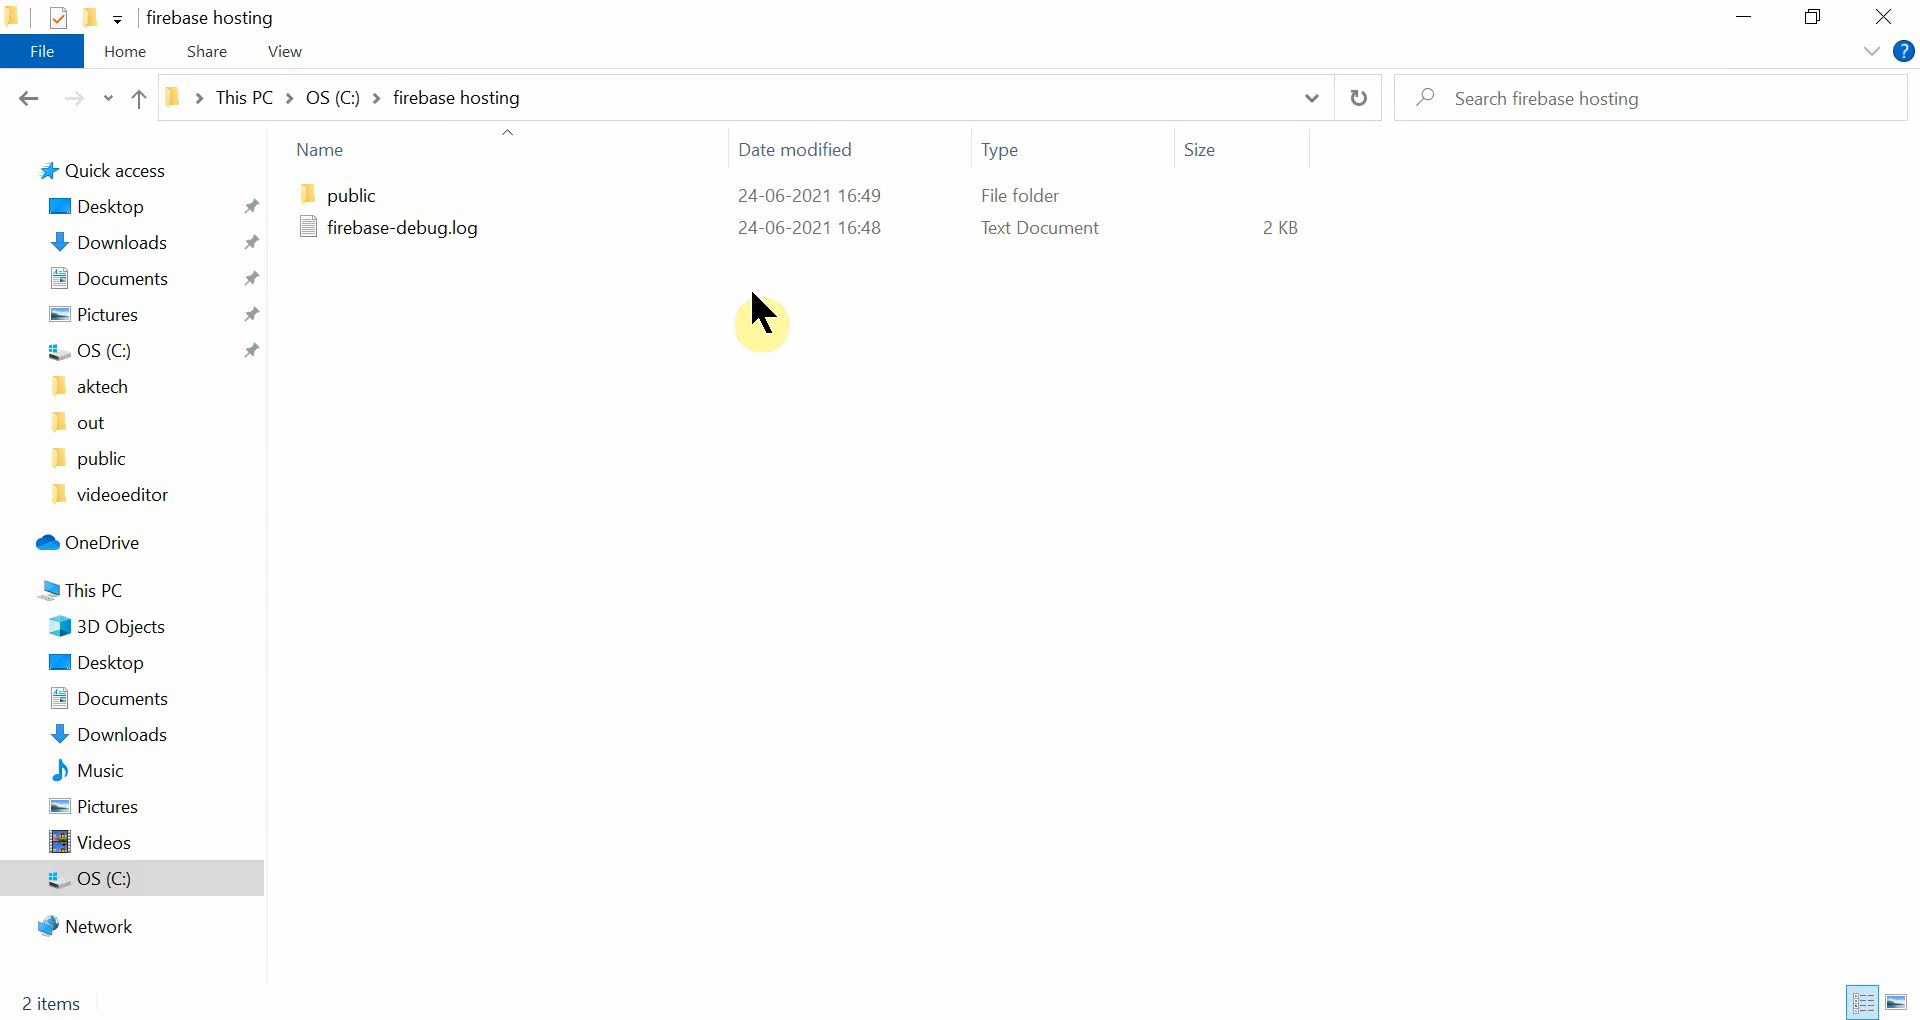 firebase hosting
File Home Share View ?
This PC OS (C:) firebase hosting Search firebase hosting
Name Date modified Type Size
public 24-06-2021 16:49 File folder
firebase-debug.log 24-06-2021 16:48 Text Document 2 KB
Quick access
Desktop
Downloads
Documents
Pictures
OS (C:)
aktech
out
public
videoeditor
OneDrive
This PC
3D Objects
Desktop
Documents
Downloads
Music
Pictures
Videos
OS (C:)
Network
2 items